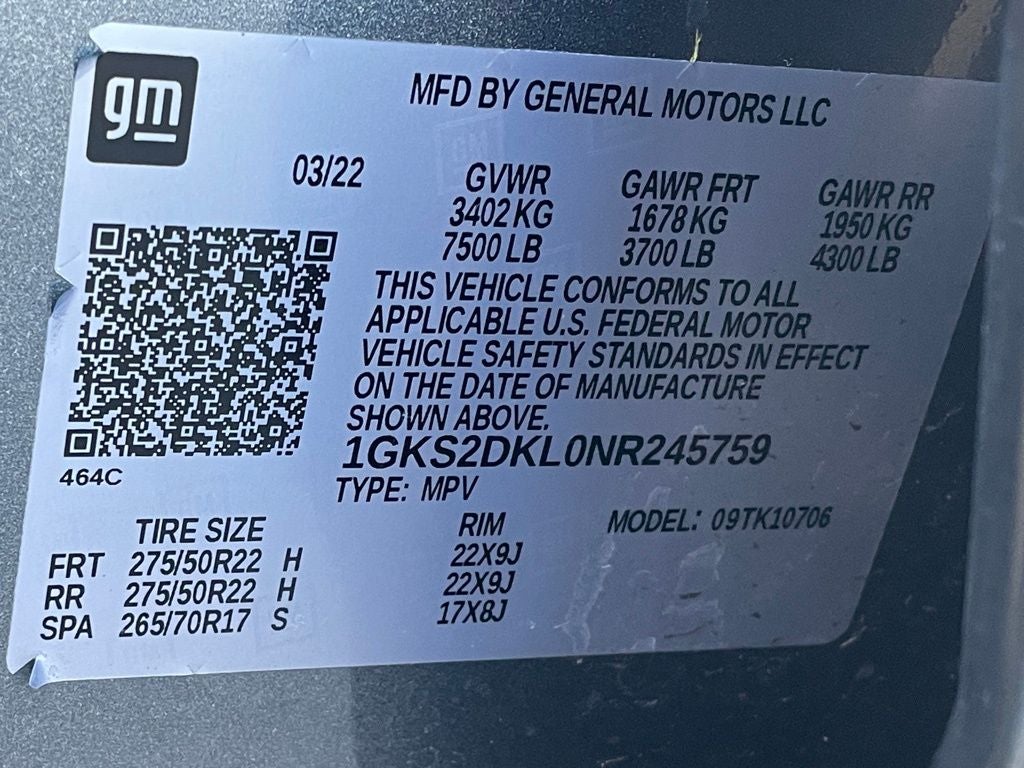 gm
MFD BY GENERAL MOTORS LLC
03/22 GVWR GAWR FRT GAWR RR
3402 KG 1678 KG 1950 KG
7500 LB 3700 LB 4300 LB
THIS VEHICLE CONFORMS TO ALL
APPLICABLE U.S. FEDERAL MOTOR
VEHICLE SAFETY STANDARDS IN EFFECT
ON THE DATE OF MANUFACTURE
SHOWN ABOVE.
1GKS2DKL0NR245759
464C
TYPE: MPV
TIRE SIZE RIM MODEL: 09TK10706
FRT 275/50R22 H 22X9J
RR 275/50R22 H 22X9J
SPA 265/70R17 S 17X8J